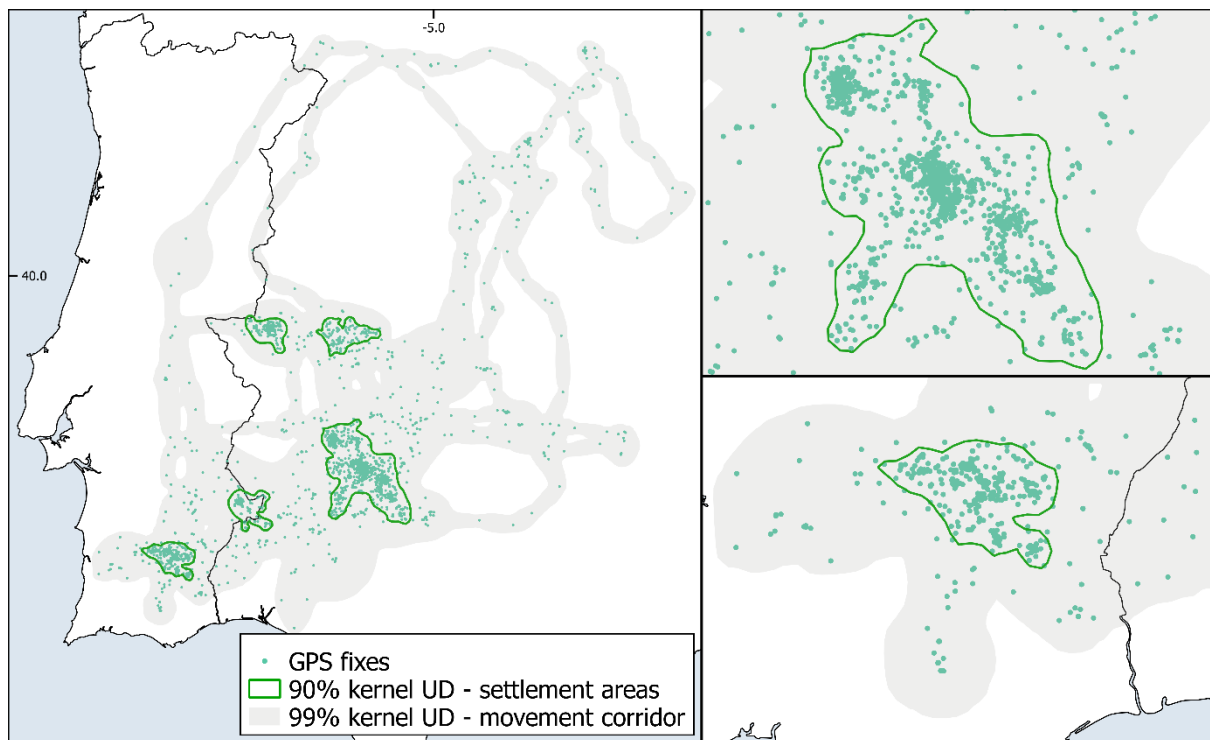 -5.0
40.0
GPS fixes
90% kernel UD - settlement areas
99% kernel UD - movement corridor